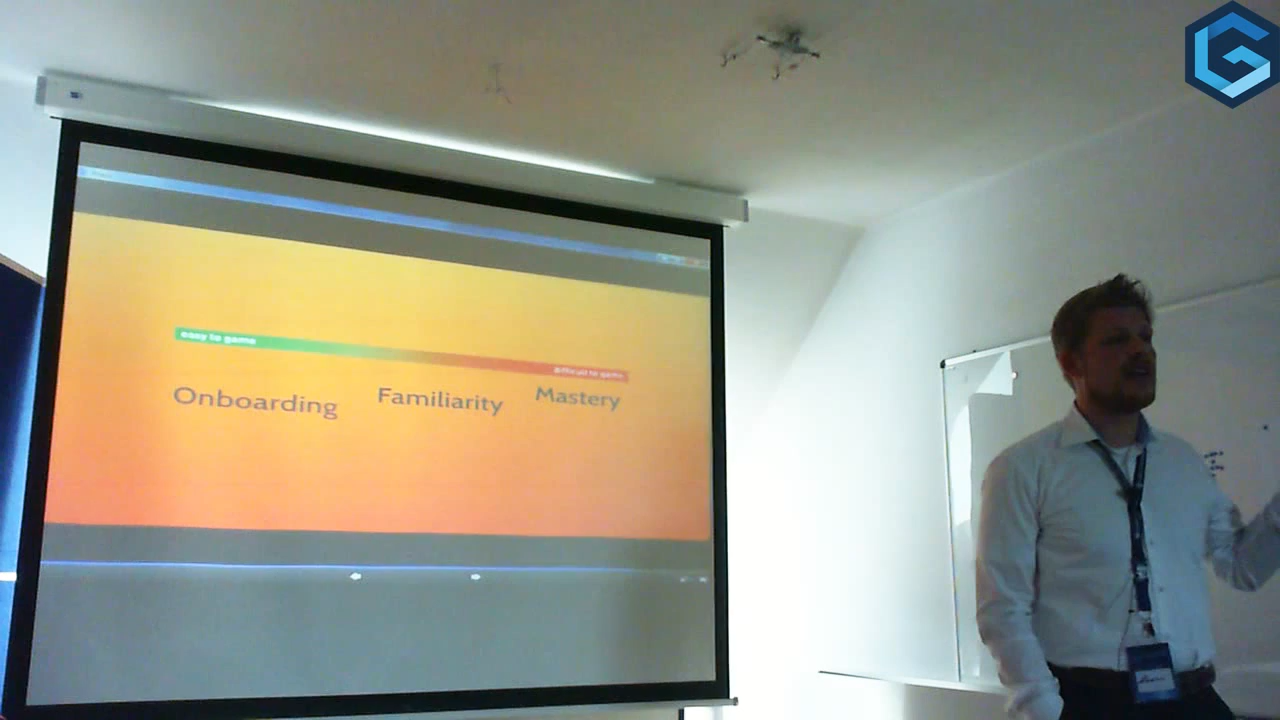 easy to game
difficult to game
Onboarding
Familiarity
Mastery